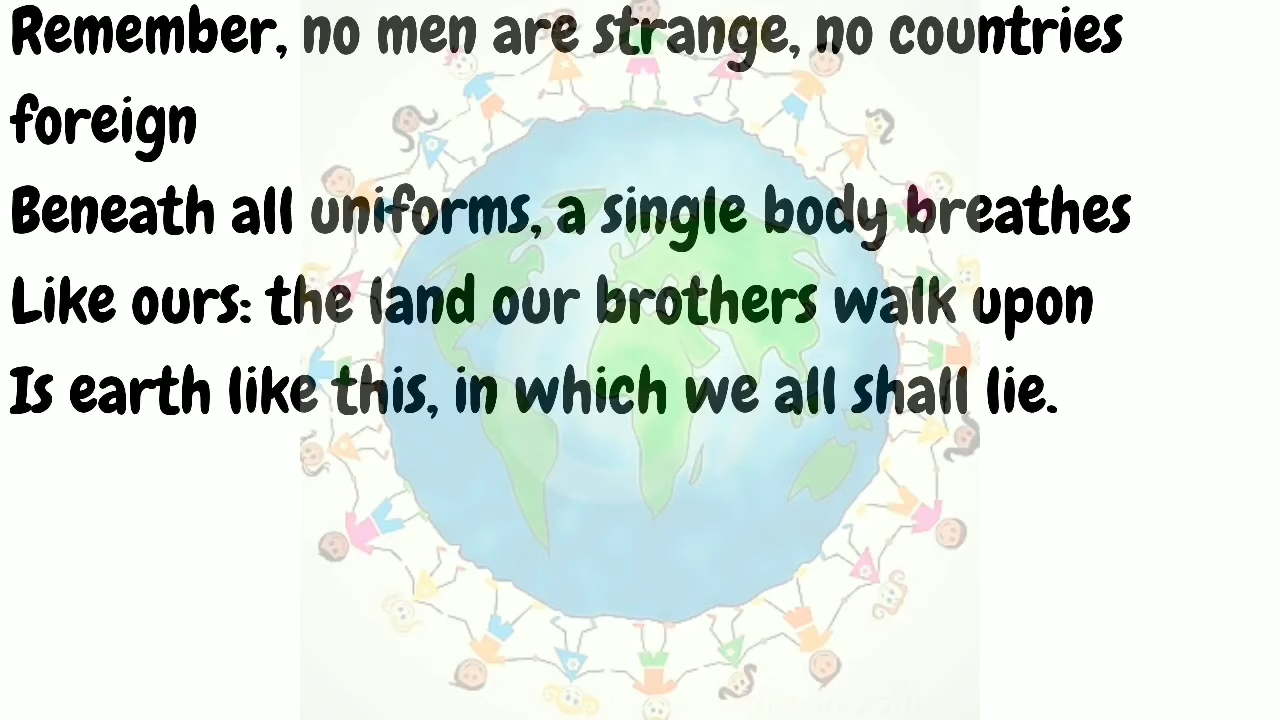 Remember, no men are strange, no countries
foreign
Beneath all uniforms, a single body breathes
Like ours: the land our brothers walk upon
Is earth like this, in which we all shall lie.